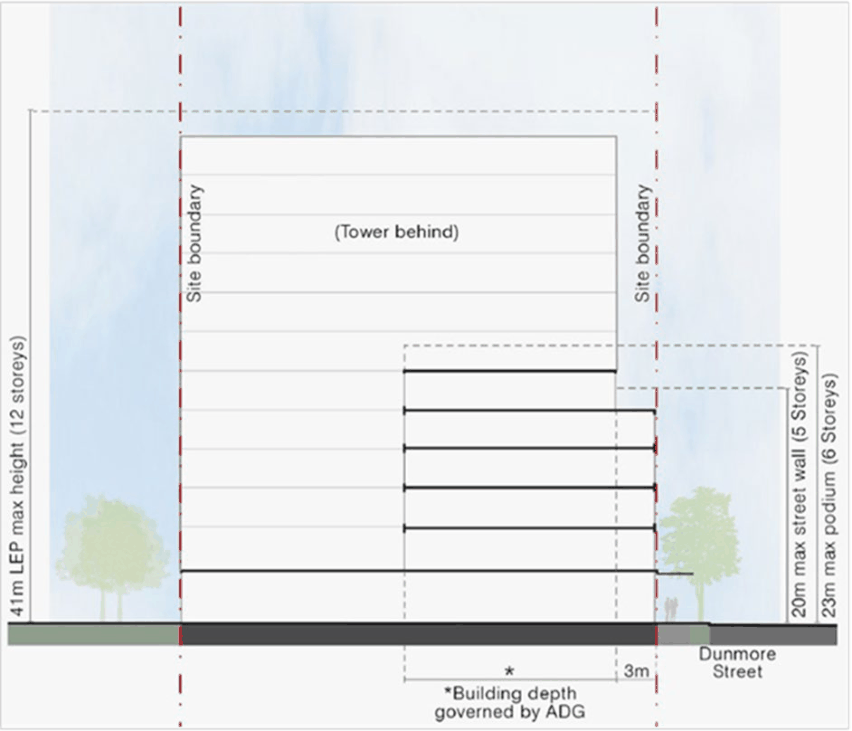 41m LEP max height (12 storeys)
Site boundary
(Tower behind)
Site boundary
20m max street wall (5 Storeys)
23m max podium (6 Storeys)
Dunmore
Street
*
3m
*Building depth
governed by ADG